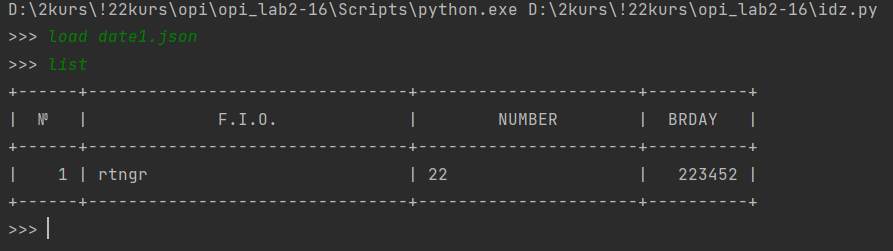 D:\2kurs\!22kurs\opi\opi_lab2-16\Scripts\python.exe D:\2kurs\!22kurs\opi_lab2-16\idz.py
>>> load date1.json
>>> list
+------+--------------------------------+----------------------+----------+
|  №   |             F.I.O.             |        NUMBER        |  BRDAY   |
+------+--------------------------------+----------------------+----------+
|    1 | rtngr                          | 22                   |   223452 |
+------+--------------------------------+----------------------+----------+
>>>